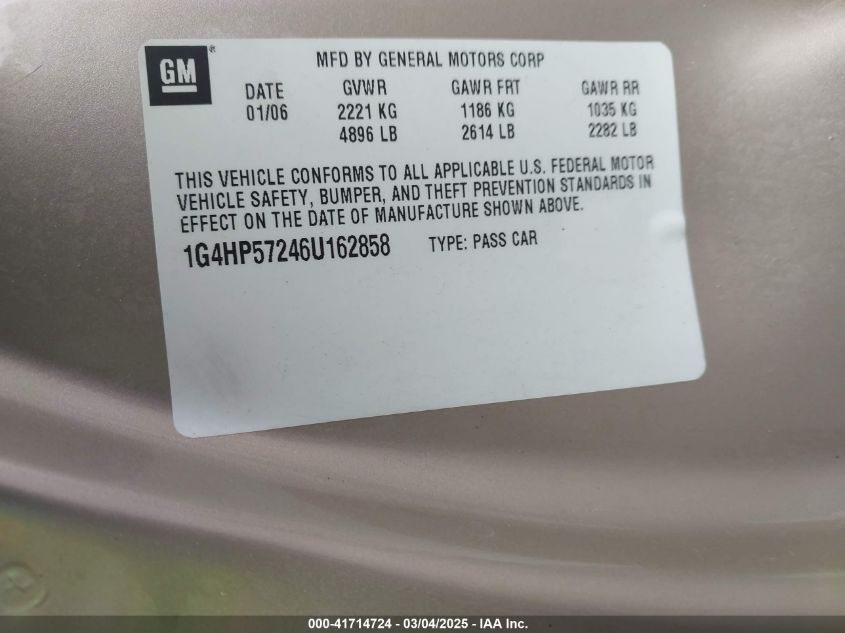 GM
MFD BY GENERAL MOTORS CORP
DATE GVWR GAWR FRT GAWR RR
01/06 2221 KG 1186 KG 1035 KG
4896 LB 2614 LB 2282 LB
THIS VEHICLE CONFORMS TO ALL APPLICABLE U.S. FEDERAL MOTOR
VEHICLE SAFETY, BUMPER, AND THEFT PREVENTION STANDARDS IN
EFFECT ON THE DATE OF MANUFACTURE SHOWN ABOVE.
1G4HP57246U162858 TYPE: PASS CAR
000-41714724 — 03/04/2025 - IAA Inc.